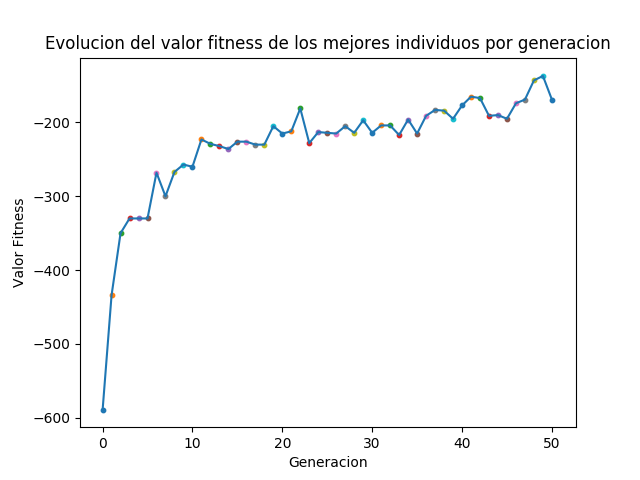 Evolucion del valor fitness de los mejores individuos por generacion
−200
−300
−400
−500
−600
Valor Fitness
0 10 20 30 40 50
Generacion